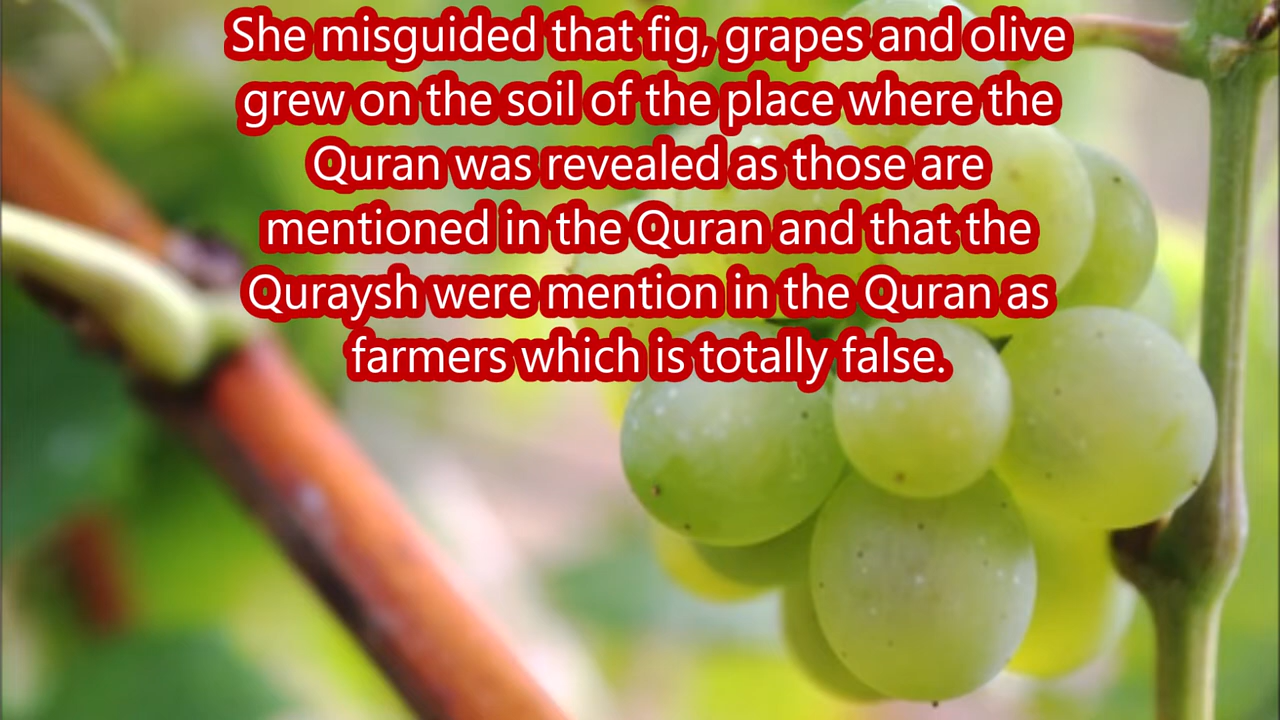 She misguided that fig, grapes and olive
grew on the soil of the place where the
Quran was revealed as those are
mentioned in the Quran and that the
Quraysh were mention in the Quran as
farmers which is totally false.